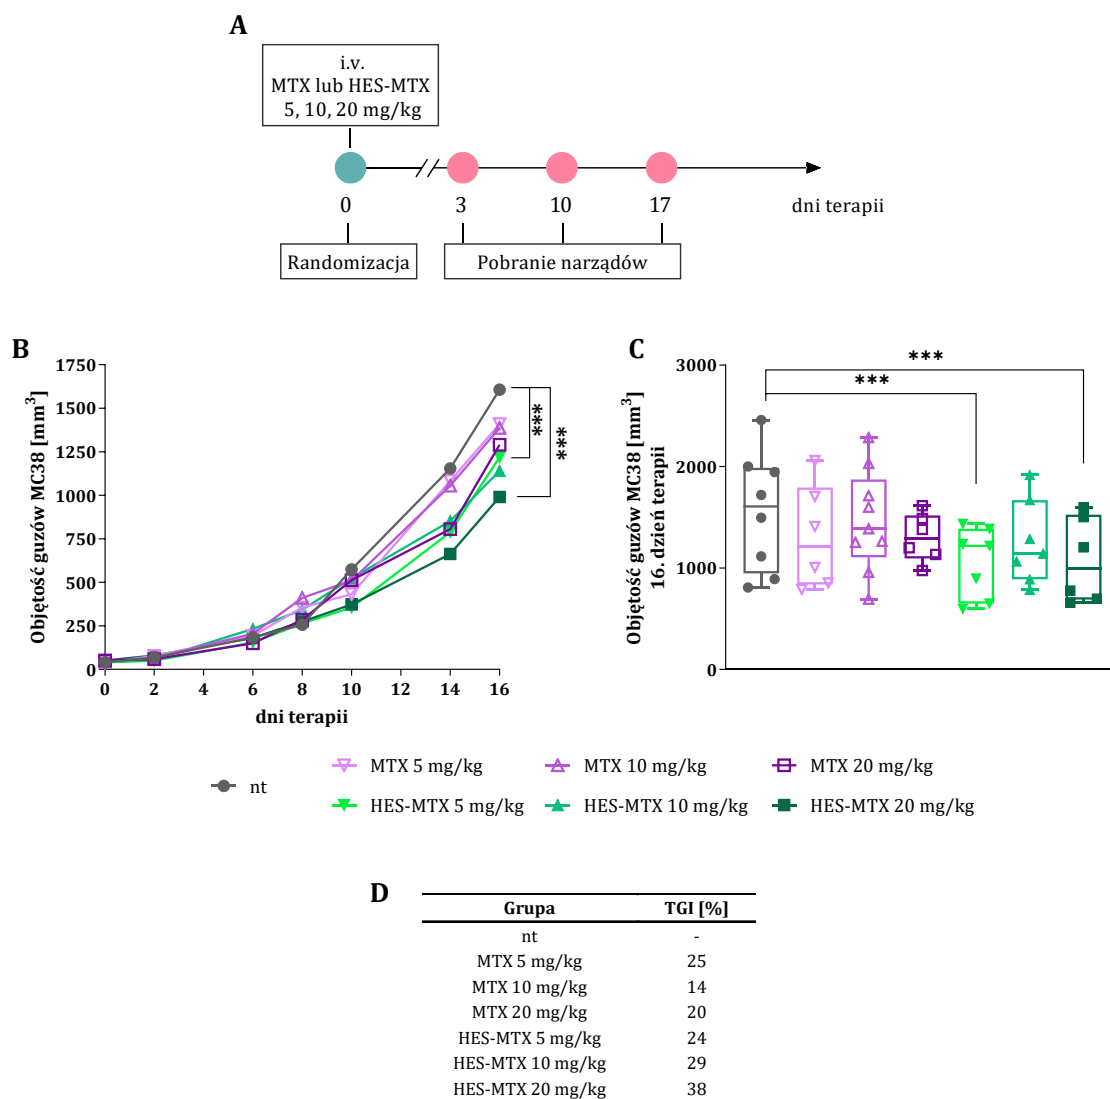 A
i.v.
MTX lub HES-MTX
5, 10, 20 mg/kg
0
3
10
17
dni terapii
Randomizacja
Pobranie narządów
B
Objętość guzów MC38 [mm³]
1750
1500
1250
1000
750
500
250
0
0 2 4 6 8 10 12 14 16
dni terapii
***
***
C
Objętość guzów MC38 [mm³]
16. dzień terapii
3000
2000
1000
0
***
***
nt
MTX 5 mg/kg
MTX 10 mg/kg
MTX 20 mg/kg
HES-MTX 5 mg/kg
HES-MTX 10 mg/kg
HES-MTX 20 mg/kg
D
Grupa TGI [%]
nt -
MTX 5 mg/kg 25
MTX 10 mg/kg 14
MTX 20 mg/kg 20
HES-MTX 5 mg/kg 24
HES-MTX 10 mg/kg 29
HES-MTX 20 mg/kg 38